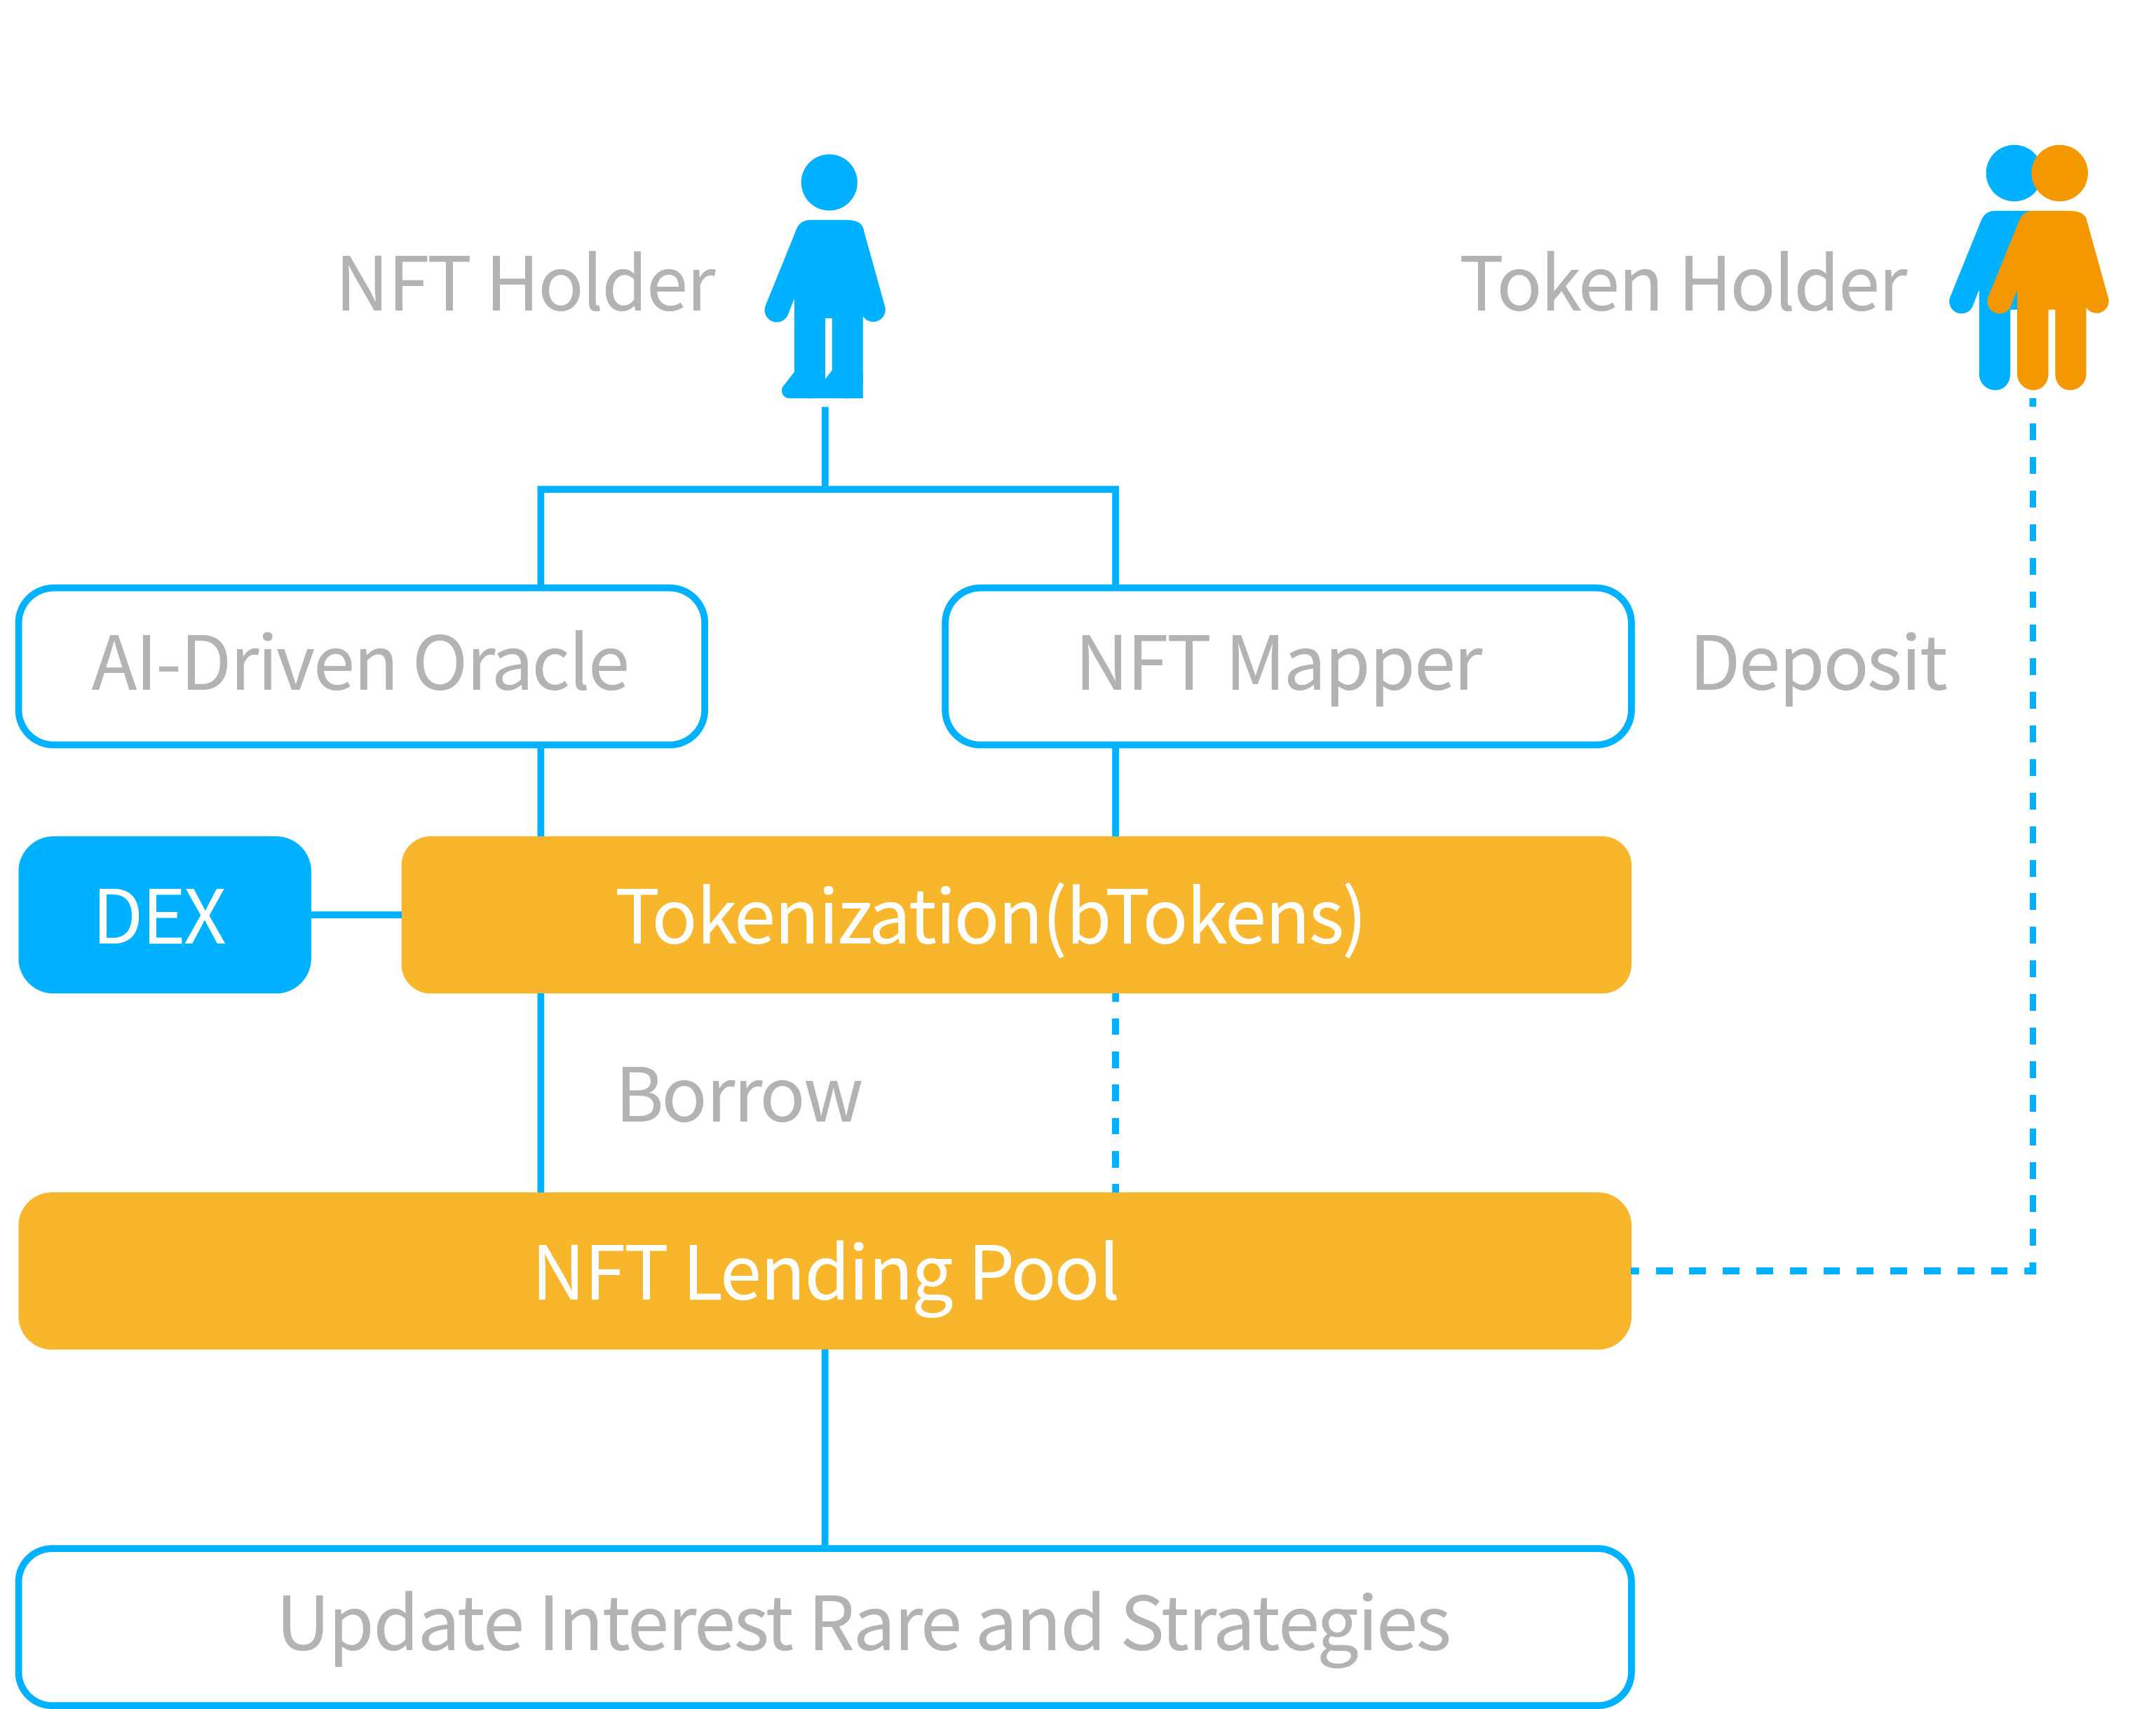 NFT Holder
Token Holder
AI-Driven Oracle
NFT Mapper
Deposit
DEX
Tokenization(bTokens)
Borrow
NFT Lending Pool
Update Interest Rare and Strategies